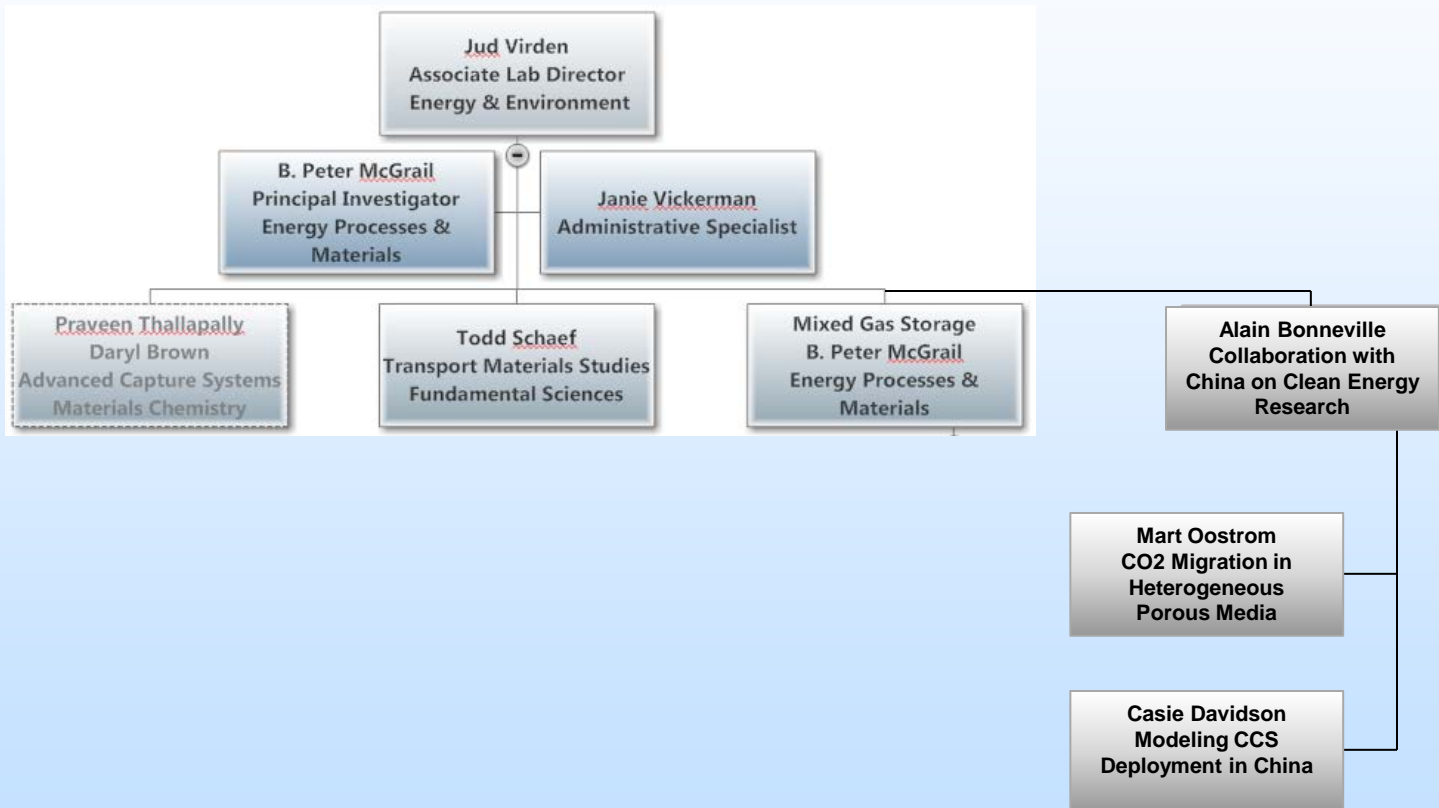 Jud Virden
Associate Lab Director
Energy & Environment
B. Peter McGrail
Principal Investigator
Energy Processes &
Materials
Janie Vickerman
Administrative Specialist
Praveen Thallapally
Daryl Brown
Advanced Capture Systems
Materials Chemistry
Todd Schaef
Transport Materials Studies
Fundamental Sciences
Mixed Gas Storage
B. Peter McGrail
Energy Processes &
Materials
Alain Bonneville
Collaboration with
China on Clean Energy
Research
Mart Oostrom
CO2 Migration in
Heterogeneous
Porous Media
Casie Davidson
Modeling CCS
Deployment in China